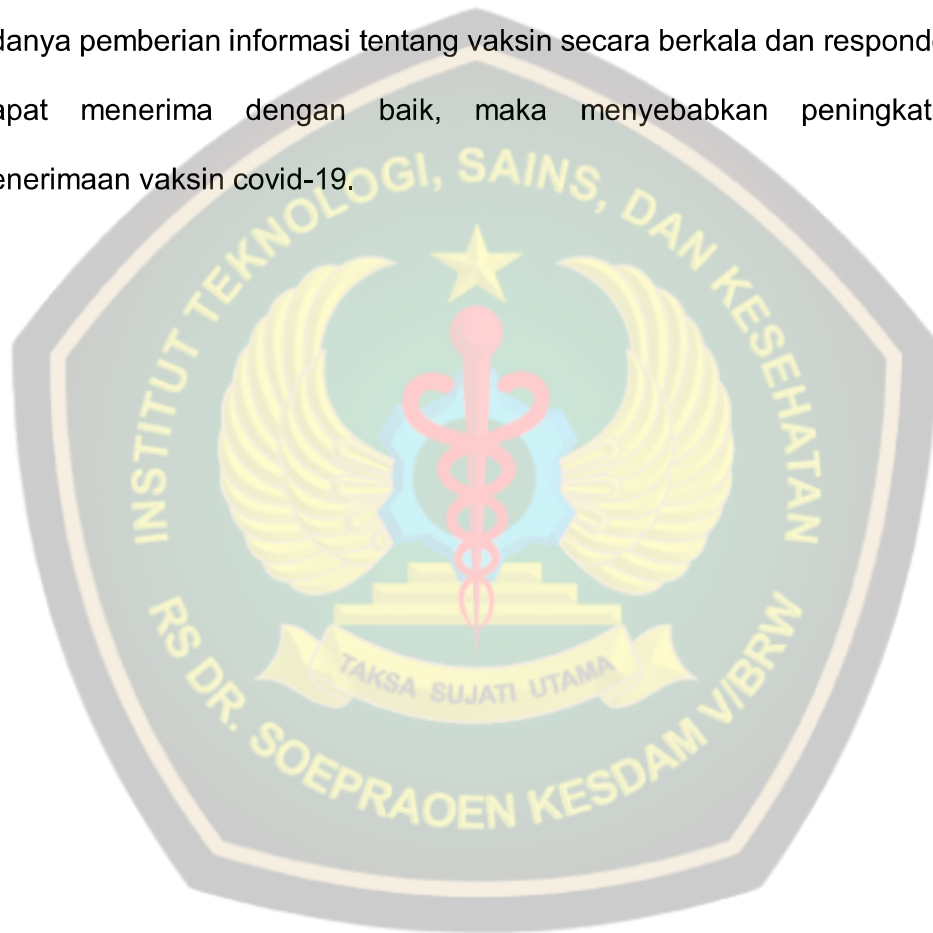 danya pemberian informasi tentang vaksin secara berkala dan respond
apat menerima dengan baik, maka menyebabkan peningkat
enerimaan vaksin covid-19.
INSTITUT TEKNOLOGI, SAINS, DAN KESEHATAN
TAKSA SUJATI UTAMA
RS DR. SOEPRAOEN KESDAM V/BRW